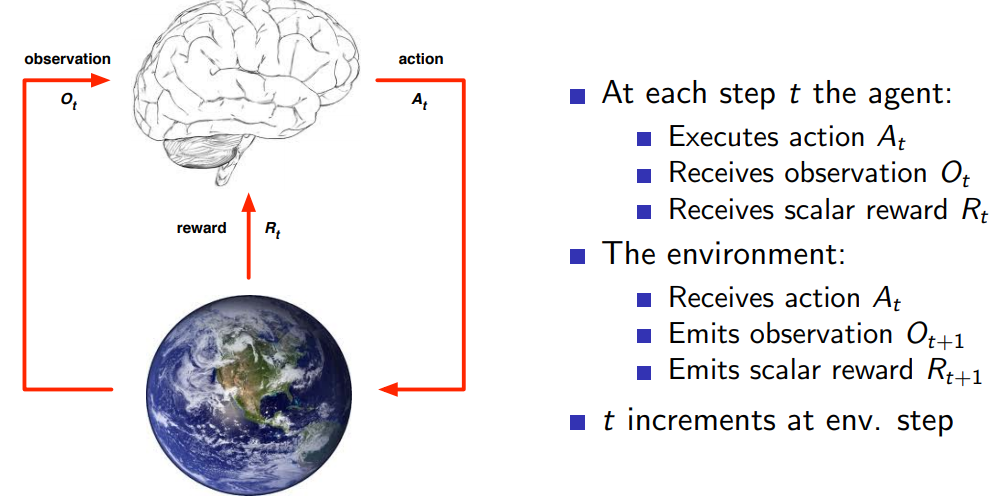 observation
action
O_t
A_t
reward
R_t
At each step t the agent:
Executes action A_t
Receives observation O_t
Receives scalar reward R_t
The environment:
Receives action A_t
Emits observation O_{t+1}
Emits scalar reward R_{t+1}
t increments at env. step